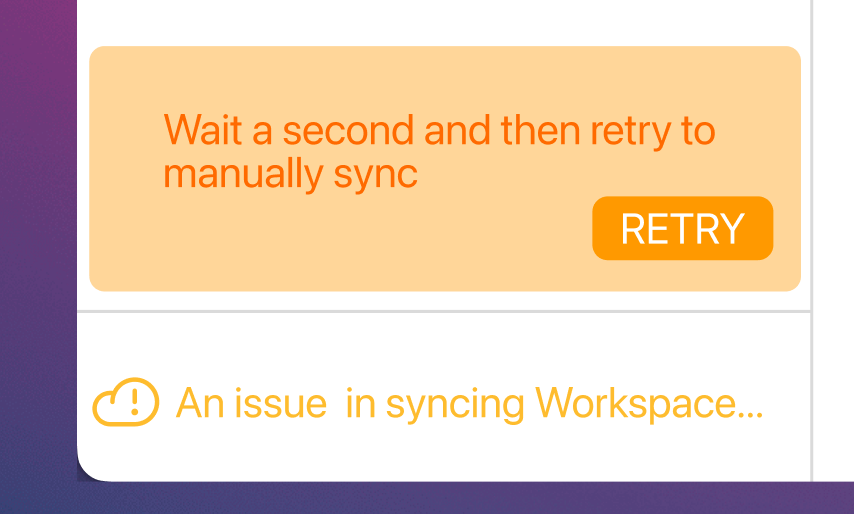 Wait a second and then retry to
manually sync
RETRY
An issue  in syncing Workspace...